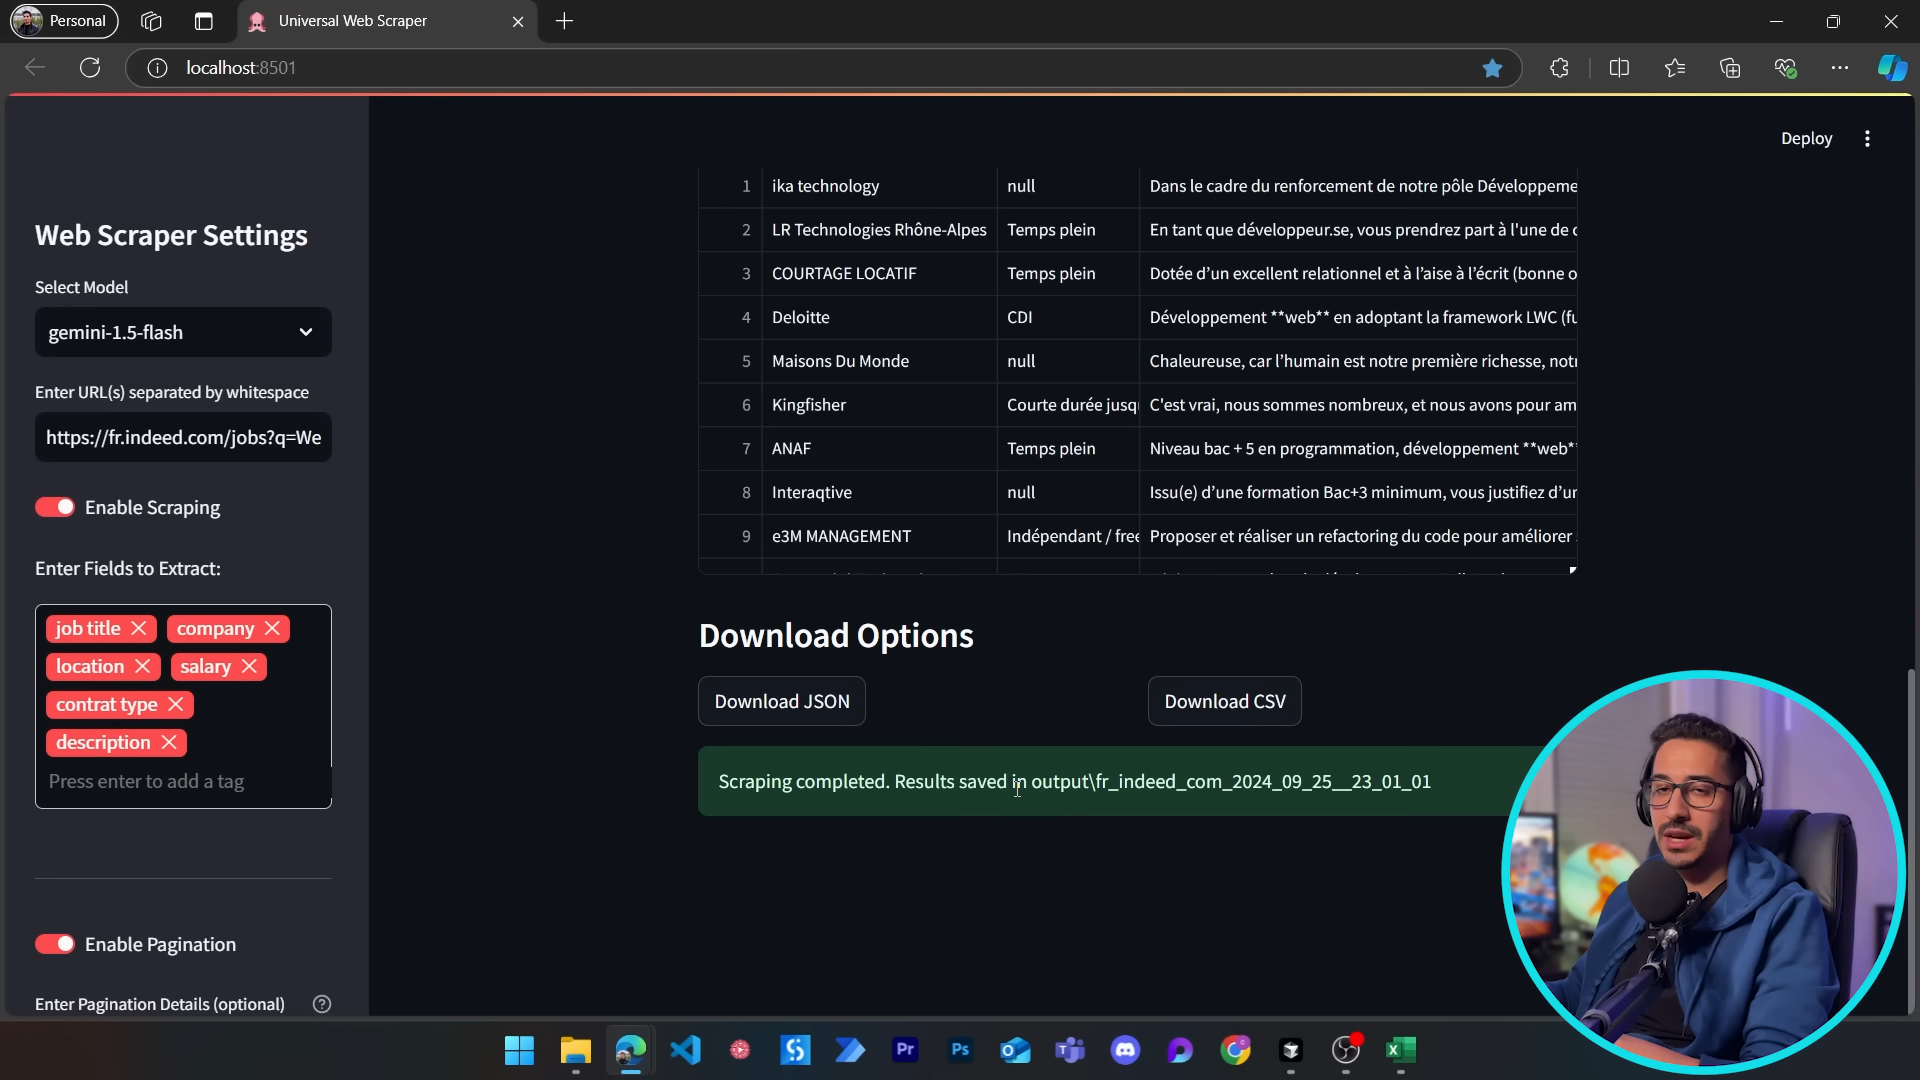 Personal
Universal Web Scraper
localhost:8501
Deploy
Web Scraper Settings
Select Model
gemini-1.5-flash
Enter URL(s) separated by whitespace
https://fr.indeed.com/jobs?q=We
Enable Scraping
Enter Fields to Extract:
job title
company
location
salary
contrat type
description
Press enter to add a tag
Enable Pagination
Enter Pagination Details (optional)
1 ika technology null Dans le cadre du renforcement de notre pôle Développeme
2 LR Technologies Rhône-Alpes Temps plein En tant que développeur.se, vous prendrez part à l'une de
3 COURTAGE LOCATIF Temps plein Dotée d’un excellent relationnel et à l’aise à l’écrit (bonne o
4 Deloitte CDI Développement **web** en adoptant la framework LWC (fu
5 Maisons Du Monde null Chaleureuse, car l’humain est notre première richesse, notr
6 Kingfisher Courte durée jusq C'est vrai, nous sommes nombreux, et nous avons pour am
7 ANAF Temps plein Niveau bac + 5 en programmation, développement **web*
8 Interaqtive null Issu(e) d’une formation Bac+3 minimum, vous justifiez d’un
9 e3M MANAGEMENT Indépendant / free Proposer et réaliser un refactoring du code pour améliorer
Download Options
Download JSON
Download CSV
Scraping completed. Results saved in output\fr_indeed_com_2024_09_25__23_01_01
Pr
Ps